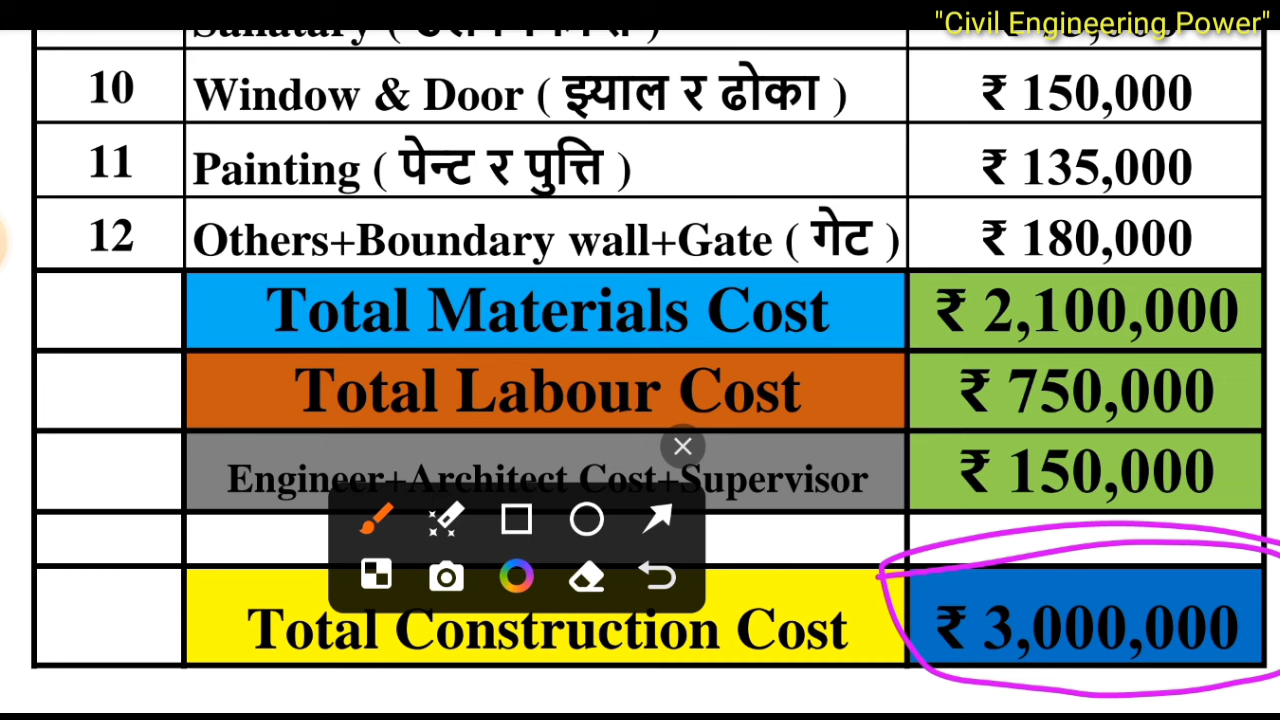 "Civil Engineering Power"
10 Window & Door ( झ्याल र ढोका ) ₹ 150,000
11 Painting ( पेन्ट र पुत्ति ) ₹ 135,000
12 Others+Boundary wall+Gate ( गेट ) ₹ 180,000
Total Materials Cost ₹ 2,100,000
Total Labour Cost ₹ 750,000
Engineer+Architect Cost+Supervisor ₹ 150,000
Total Construction Cost ₹ 3,000,000